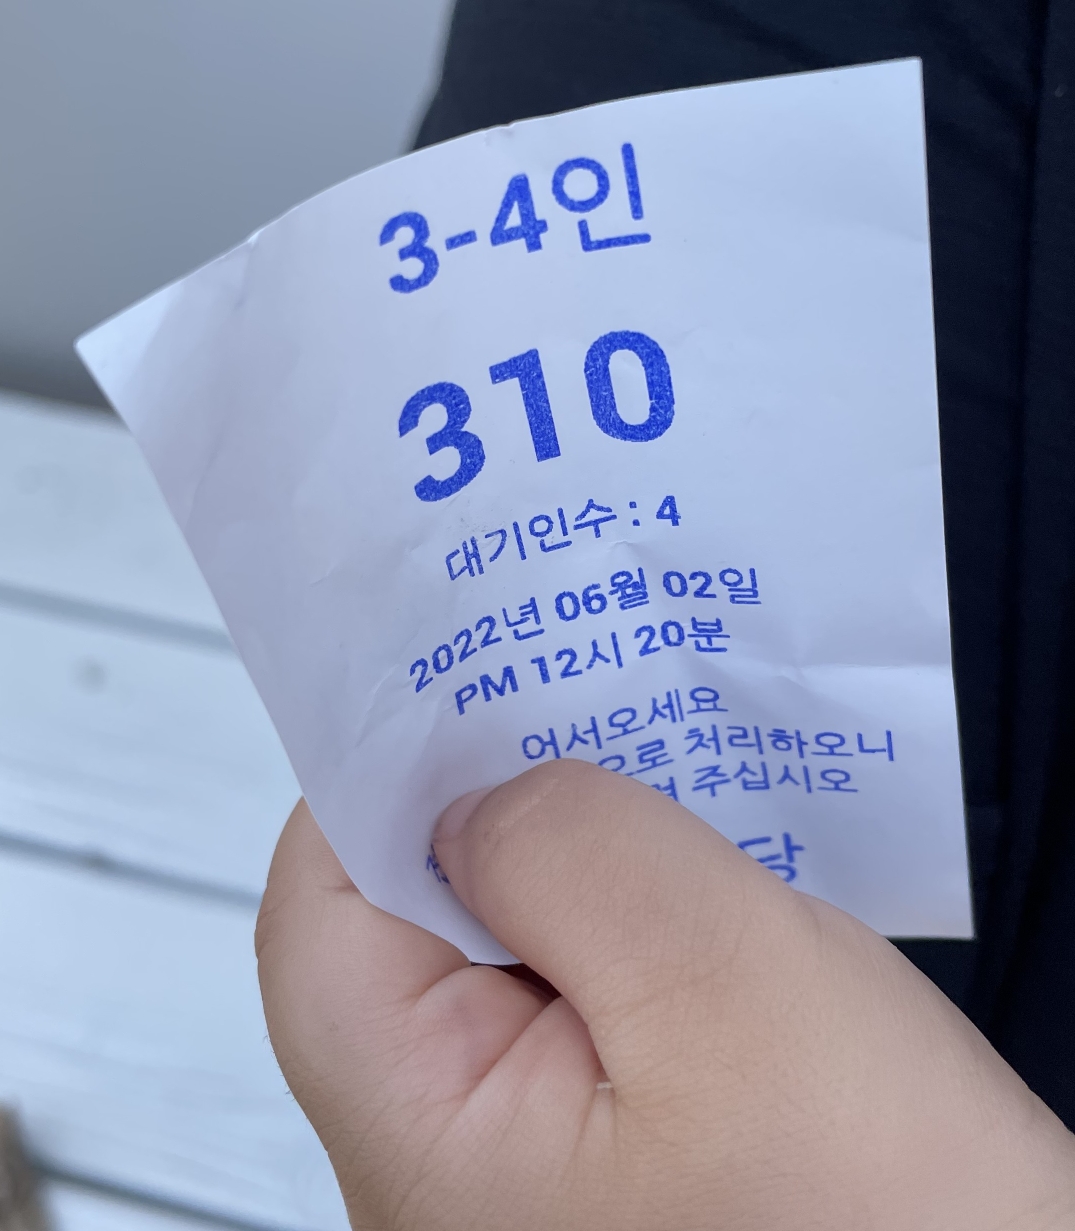 3-4인
310
대기인수 : 4
2022년 06월 02일
PM 12시 20분
어서오세요
처리하오니
주십시오